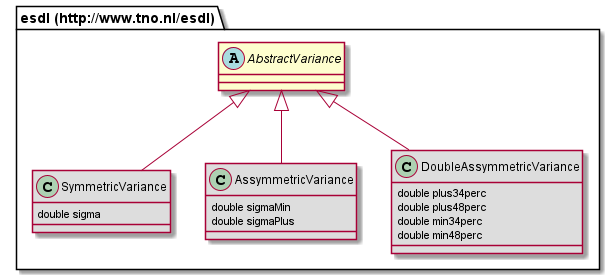 esdl (http://www.tno.nl/esdl)
A AbstractVariance
C SymmetricVariance
double sigma
C AssymmetricVariance
double sigmaMin
double sigmaPlus
C DoubleAssymmetricVariance
double plus34perc
double plus48perc
double min34perc
double min48perc